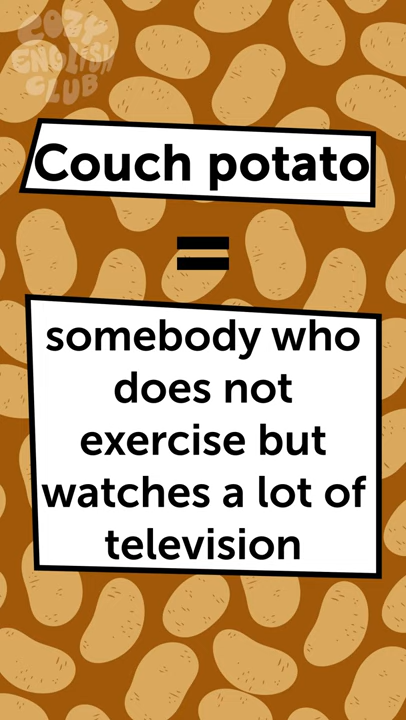 COZY
ENGLISH
CLUB
Couch potato
=
somebody who
does not
exercise but
watches a lot of
television